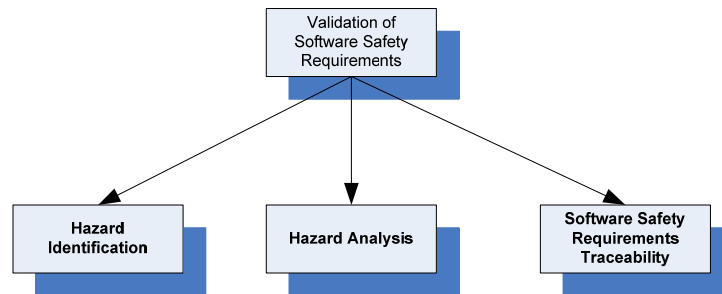 Validation of
Software Safety
Requirements
Hazard
Identification
Hazard Analysis
Software Safety
Requirements
Traceability